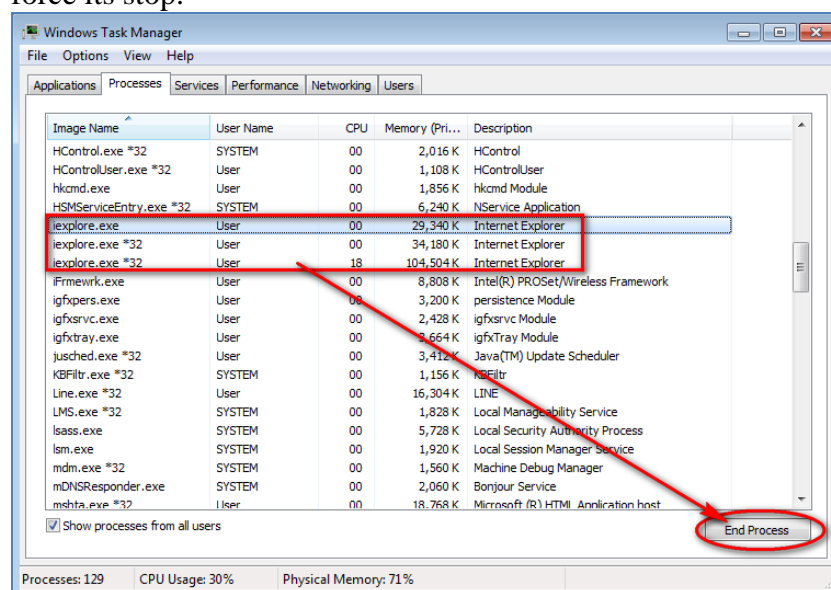 force its stop.
Windows Task Manager
File Options View Help
Applications Processes Services Performance Networking Users
Image Name User Name CPU Memory (Pri... Description
HControl.exe *32 SYSTEM 00 2,016 K HControl
HControlUser.exe *32 User 00 1,108 K HControlUser
hkcmd.exe User 00 1,856 K hkcmd Module
HSMServiceEntry.exe *32 SYSTEM 00 6,240 K NService Application
iexplore.exe User 00 29,340 K Internet Explorer
iexplore.exe *32 User 00 34,180 K Internet Explorer
iexplore.exe *32 User 18 104,504 K Internet Explorer
iFrmewrk.exe User 00 8,808 K Intel(R) PROSet/Wireless Framework
igfxpers.exe User 00 3,200 K persistence Module
igfxsrvc.exe User 00 2,428 K igfxsrvc Module
igfxtray.exe User 00 3,664 K igfxTray Module
jusched.exe *32 User 00 3,412 K Java(TM) Update Scheduler
KBFiltr.exe *32 SYSTEM 00 1,156 K KBFiltr
Line.exe *32 User 00 16,304 K LINE
LMS.exe *32 SYSTEM 00 1,828 K Local Manageability Service
lsass.exe SYSTEM 00 5,728 K Local Security Authority Process
lsm.exe SYSTEM 00 1,920 K Local Session Manager Service
mdm.exe *32 SYSTEM 00 1,560 K Machine Debug Manager
mDNSResponder.exe SYSTEM 00 2,060 K Bonjour Service
mshta.exe *32 User 00 18,768 K Microsoft (R) HTML Application host
Show processes from all users End Process
Processes: 129 CPU Usage: 30% Physical Memory: 71%